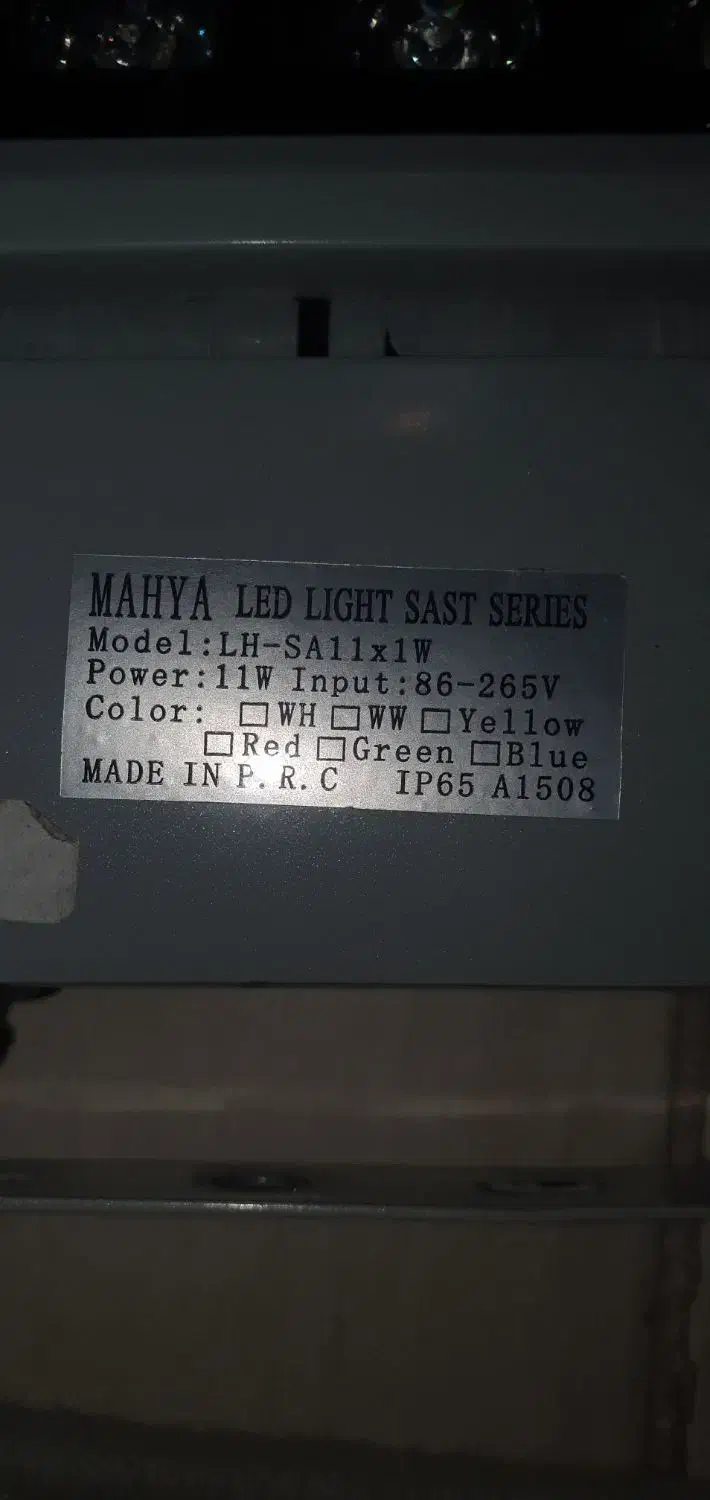 MAHYA LED LIGHT SAST SERIES
Model:LH-SA11x1W
Power:11W Input:86-265V
Color: □WH □WW □Yellow
□Red □Green □Blue
MADE IN P.R.C IP65 A1508